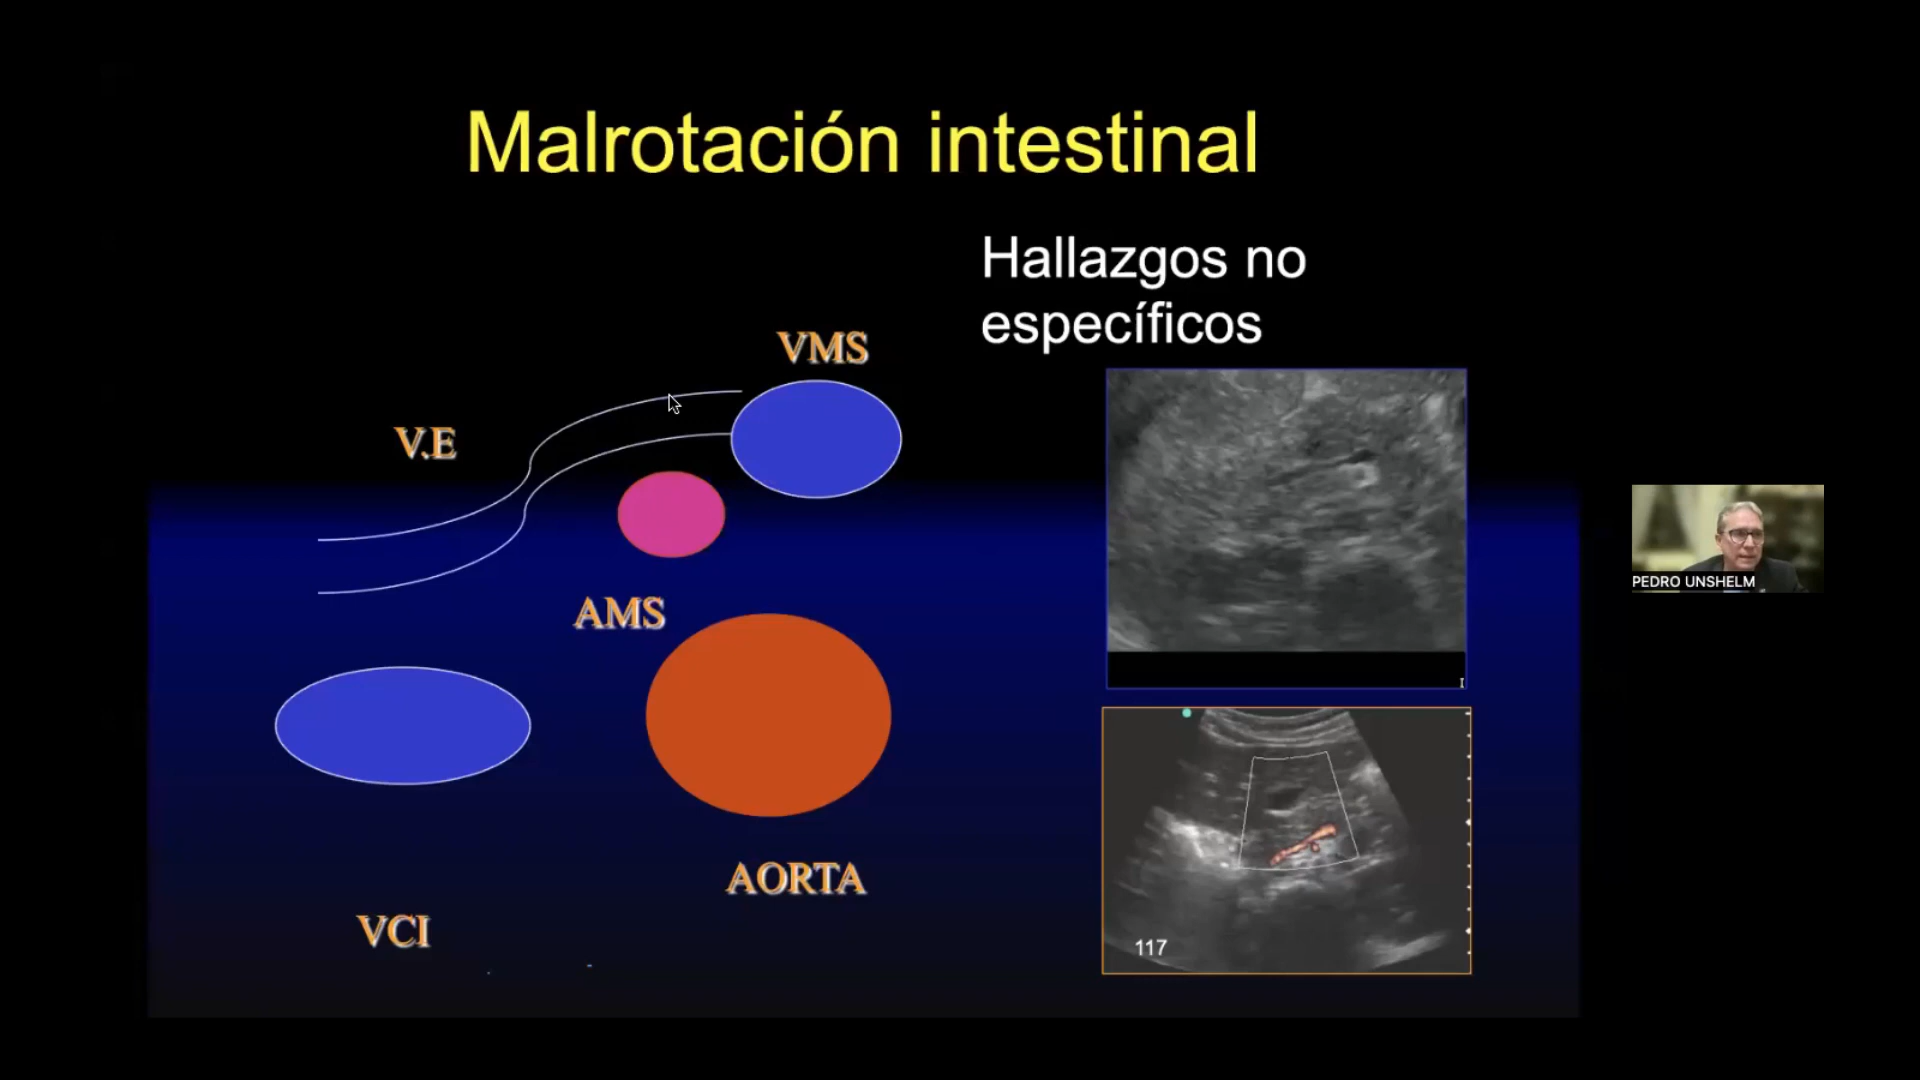 Malrotación intestinal
Hallazgos no
específicos
VMS
V.E
AMS
AORTA
VCI
117
PEDRO UNSHELM